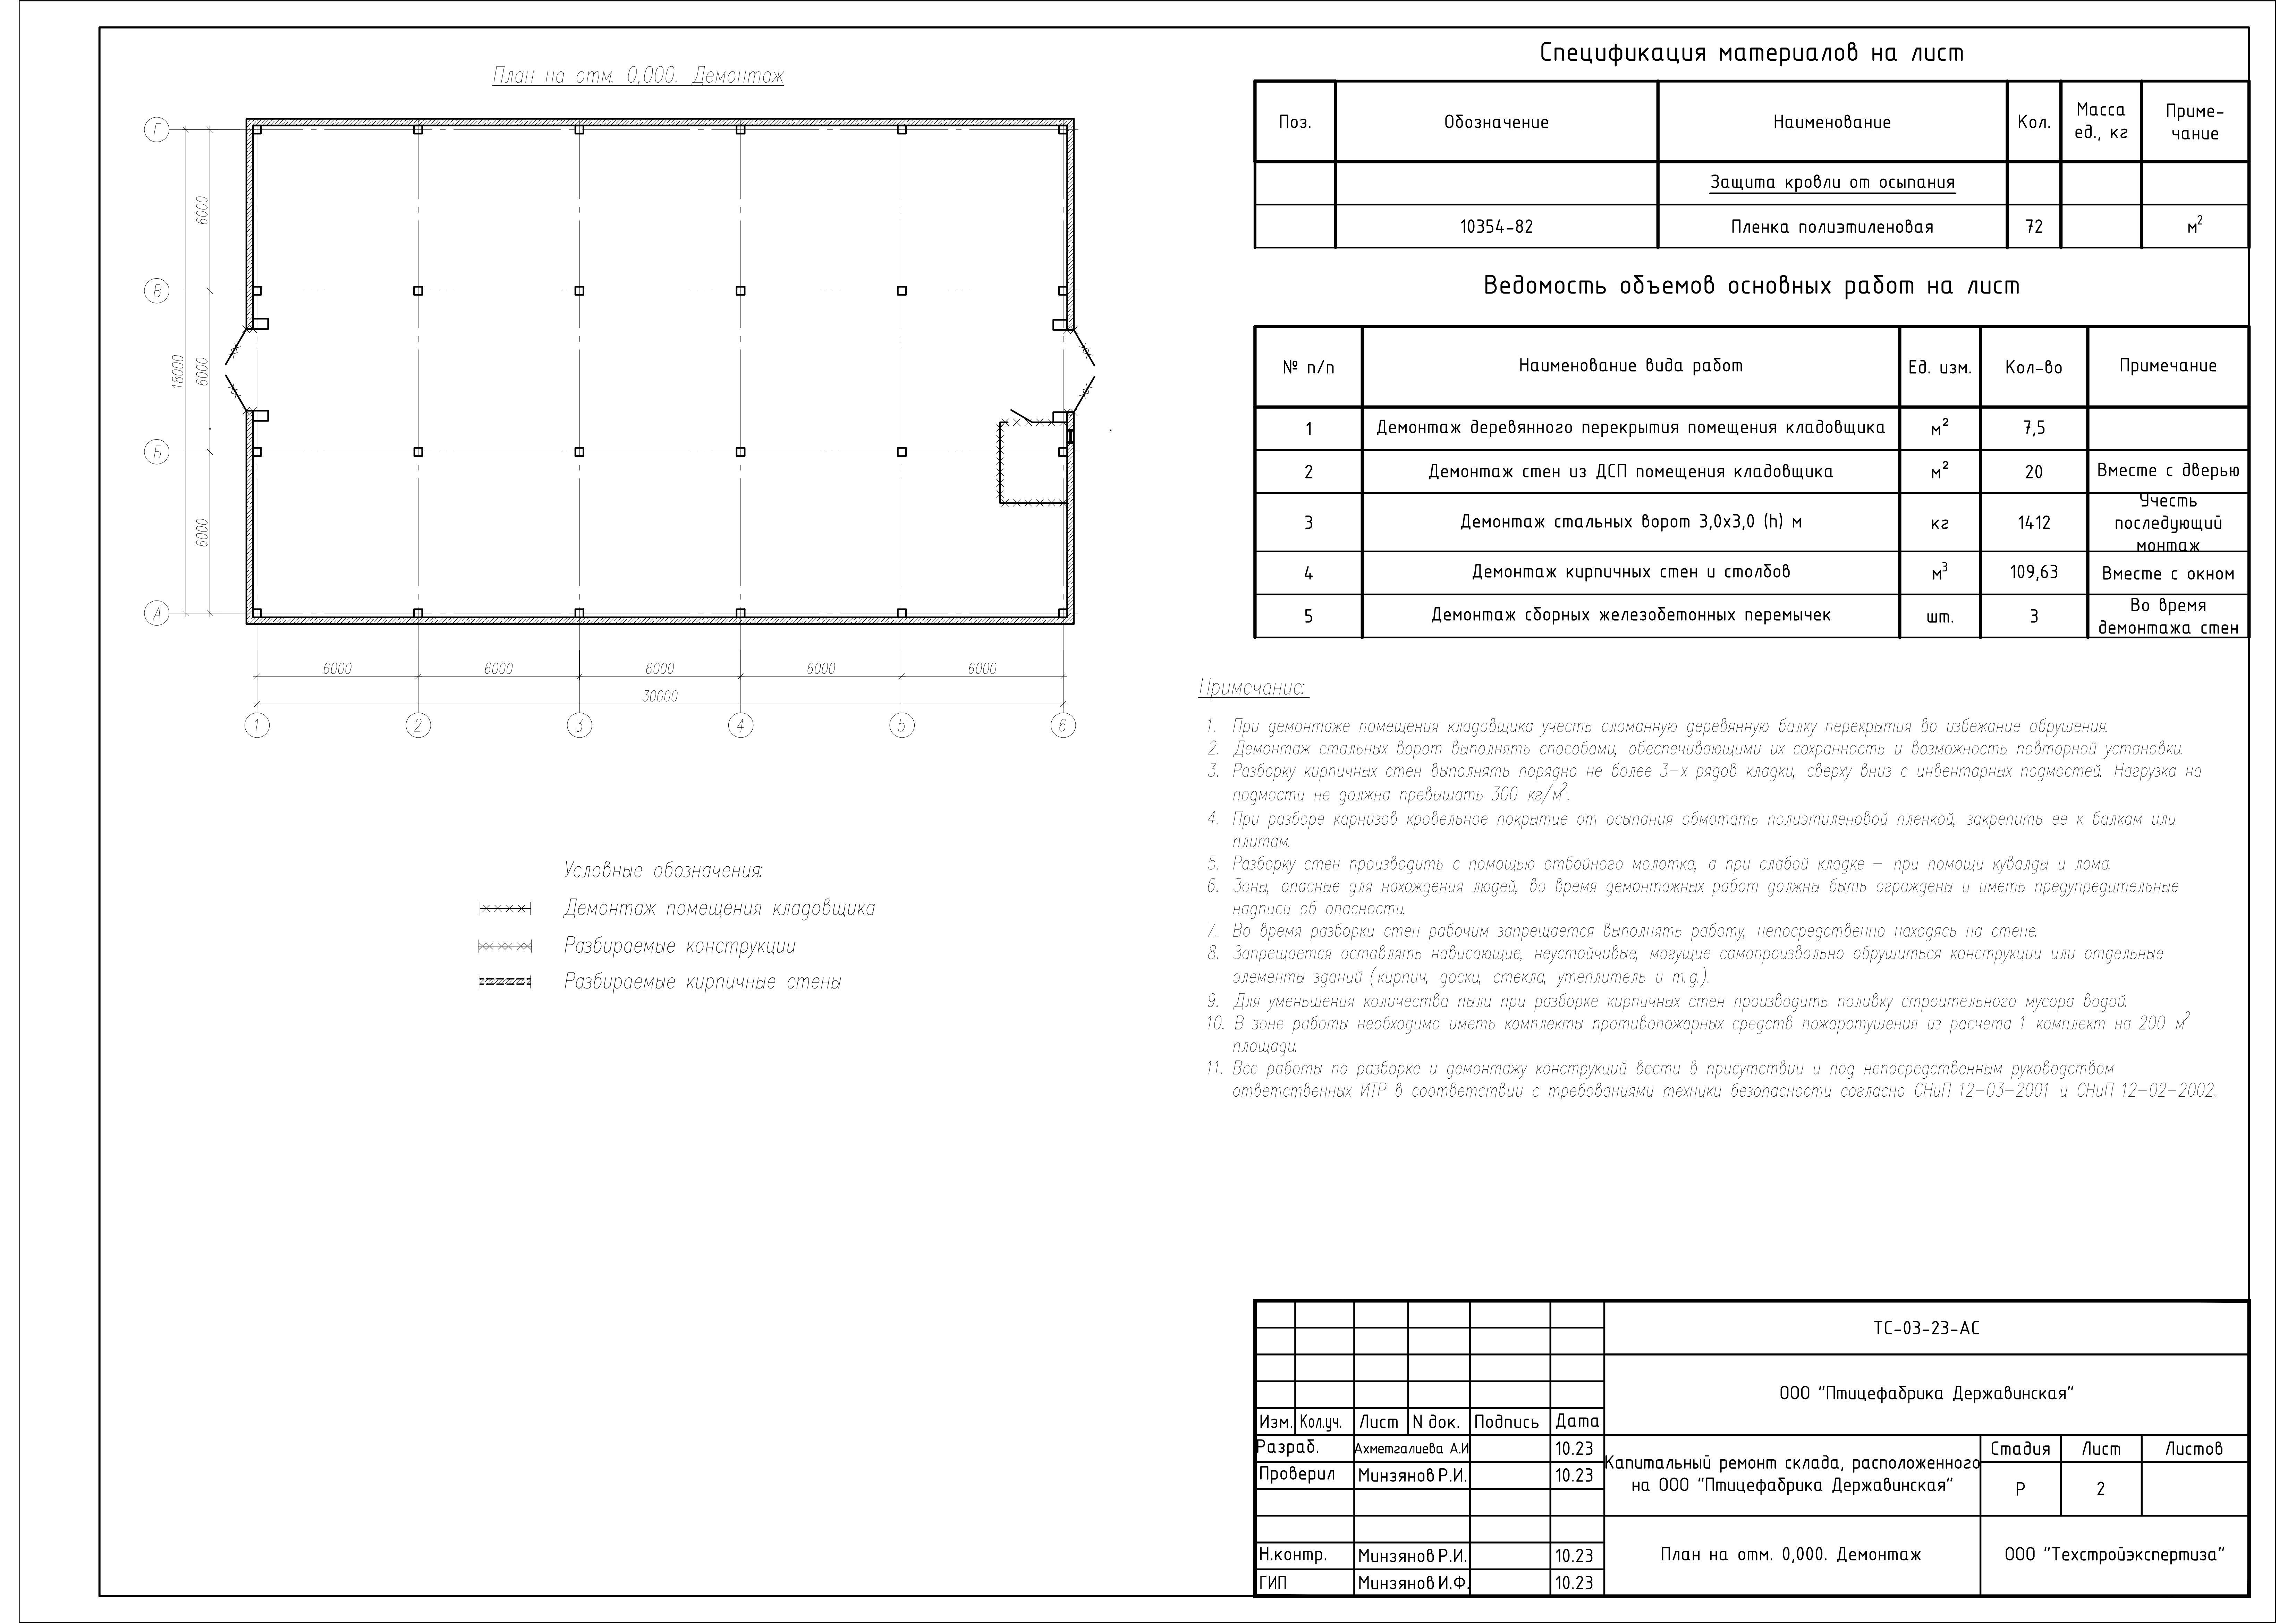 План на отм. 0,000. Демонтаж
Г
В
Б
А
6000
6000
6000
18000
6000 6000 6000 6000 6000
30000
1 2 3 4 5 6
Условные обозначения:
Демонтаж помещения кладовщика
Разбираемые конструкции
Разбираемые кирпичные стены
Спецификация материалов на лист
Поз. Обозначение Наименование Кол. Масса ед., кг Приме-чание
Защита кровли от осыпания
10354-82 Пленка полиэтиленовая 72 м²
Ведомость объемов основных работ на лист
№ п/п Наименование вида работ Ед. изм. Кол-во Примечание
1 Демонтаж деревянного перекрытия помещения кладовщика м² 7,5
2 Демонтаж стен из ДСП помещения кладовщика м² 20 Вместе с дверью
3 Демонтаж стальных ворот 3,0х3,0 (h) м кг 1412 Учесть последующий монтаж
4 Демонтаж кирпичных стен и столбов м³ 109,63 Вместе с окном
5 Демонтаж сборных железобетонных перемычек шт. 3 Во время демонтажа стен
Примечание:
1. При демонтаже помещения кладовщика учесть сломанную деревянную балку перекрытия во избежание обрушения.
2. Демонтаж стальных ворот выполнять способами, обеспечивающими их сохранность и возможность повторной установки.
3. Разборку кирпичных стен выполнять порядно не более 3-х рядов кладки, сверху вниз с инвентарных подмостей. Нагрузка на
подмости не должна превышать 300 кг/м².
4. При разборе карнизов кровельное покрытие от осыпания обмотать полиэтиленовой пленкой, закрепить ее к балкам или
плитам.
5. Разборку стен производить с помощью отбойного молотка, а при слабой кладке – при помощи кувалды и лома.
6. Зоны, опасные для нахождения людей, во время демонтажных работ должны быть ограждены и иметь предупредительные
надписи об опасности.
7. Во время разборки стен рабочим запрещается выполнять работу, непосредственно находясь на стене.
8. Запрещается оставлять нависающие, неустойчивые, могущие самопроизвольно обрушиться конструкции или отдельные
элементы зданий (кирпич, доски, стекла, утеплитель и т.д.).
9. Для уменьшения количества пыли при разборке кирпичных стен производить поливку строительного мусора водой.
10. В зоне работы необходимо иметь комплекты противопожарных средств пожаротушения из расчета 1 комплект на 200 м²
площади.
11. Все работы по разборке и демонтажу конструкций вести в присутствии и под непосредственным руководством
ответственных ИТР в соответствии с требованиями техники безопасности согласно СНиП 12-03-2001 и СНиП 12-02-2002.
ТС-03-23-АС
ООО "Птицефабрика Державинская"
Изм. Кол.уч. Лист N док. Подпись Дата
Разраб. Ахметгалиева А.И 10.23
Проверил Минзянов Р.И. 10.23
Н.контр. Минзянов Р.И. 10.23
ГИП Минзянов И.Ф. 10.23
Капитальный ремонт склада, расположенного
на ООО "Птицефабрика Державинская"
Стадия Лист Листов
Р 2
План на отм. 0,000. Демонтаж
ООО "Техстройэкспертиза"